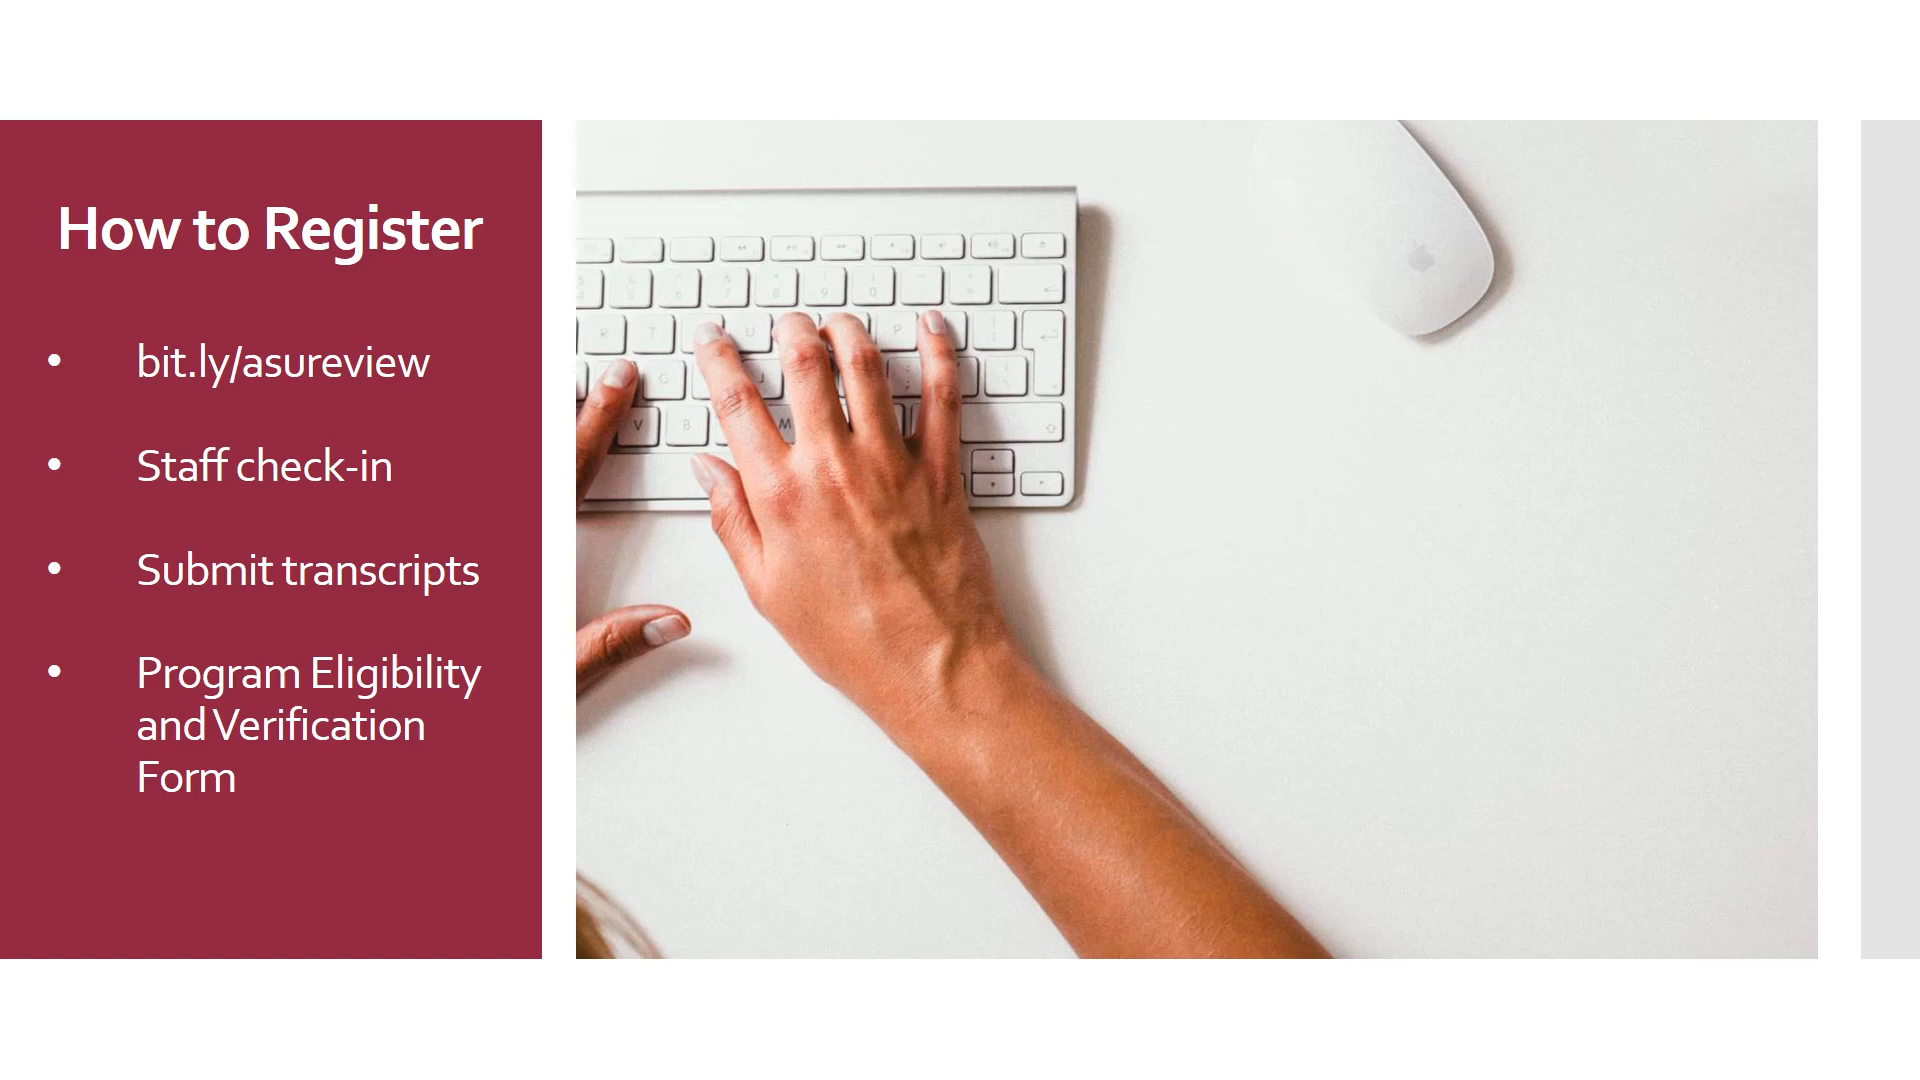 How to Register
• bit.ly/asureview
• Staff check-in
• Submit transcripts
• Program Eligibility
and Verification
Form